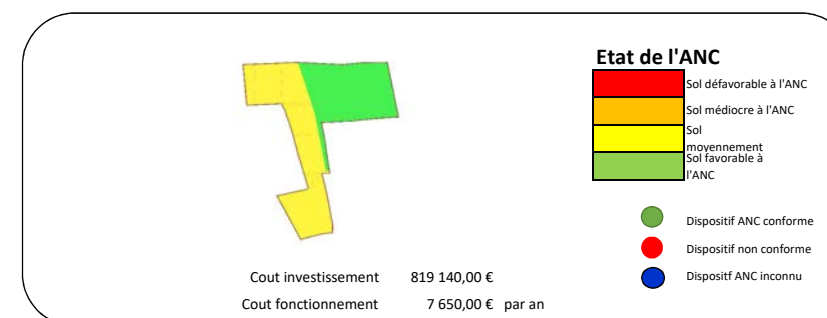 Etat de l'ANC
Sol défavorable à l'ANC
Sol médiocre à l'ANC
Sol
moyennement
Sol favorable à
l'ANC
Dispositif ANC conforme
Dispositif non conforme
Dispositif ANC inconnu
Cout investissement 819 140,00 €
Cout fonctionnement 7 650,00 € par an